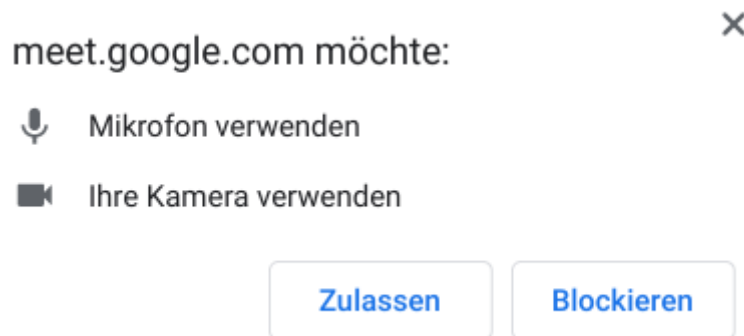 meet.google.com möchte:
Mikrofon verwenden
Ihre Kamera verwenden
Zulassen Blockieren